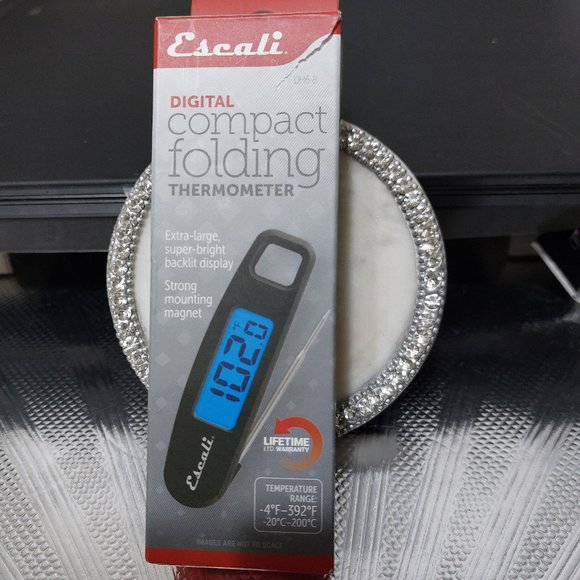 Escali
DH6-B
DIGITAL
compact
folding
THERMOMETER
Extra-large,
super-bright
backlit display
Strong
mounting
magnet
°F
102.0
Escali
LIFETIME
LTD. WARRANTY
TEMPERATURE
RANGE:
-4°F–392°F
-20°C–200°C
IMAGES ARE NOT TO SCALE